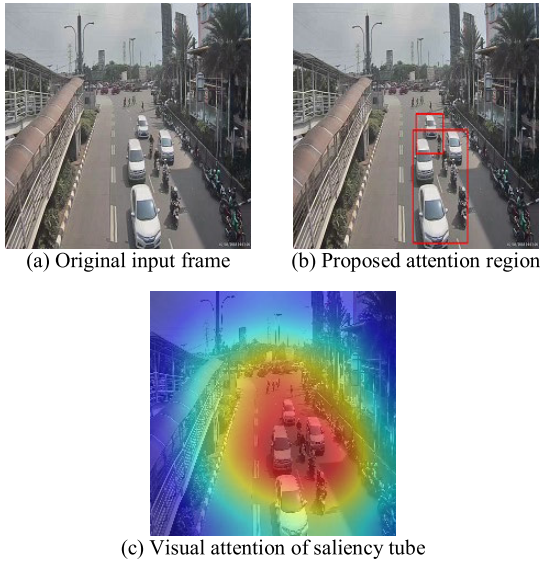 (a) Original input frame
(b) Proposed attention region
(c) Visual attention of saliency tube